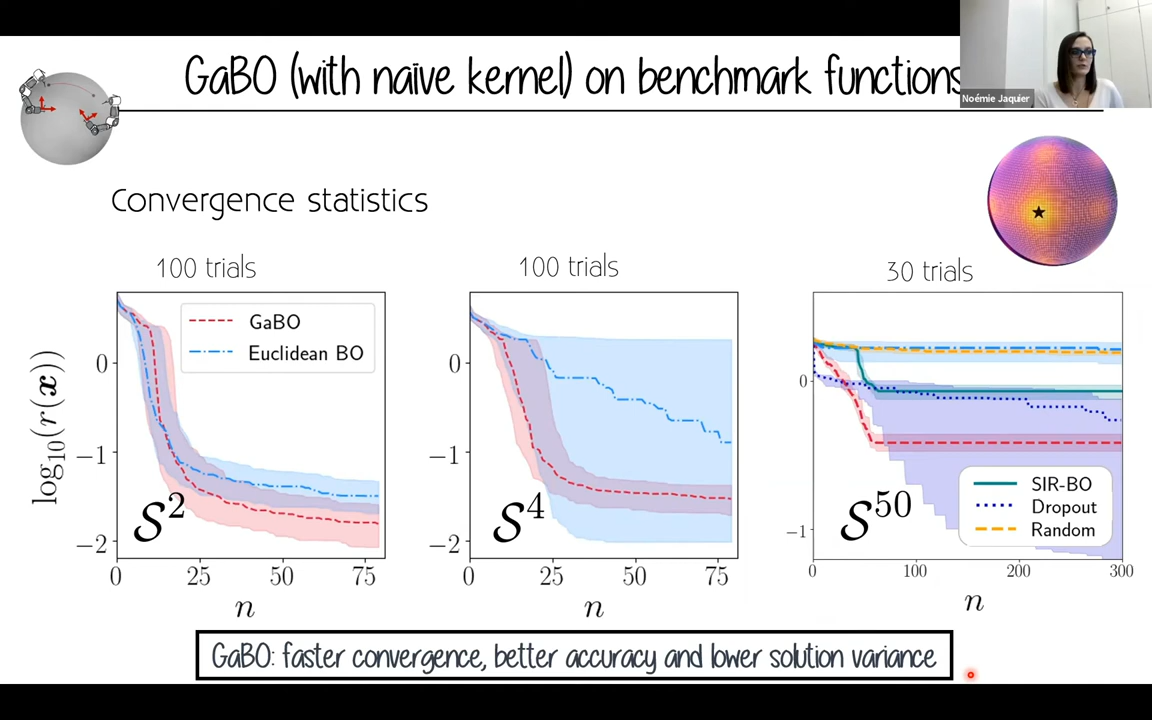 GaBO (with naïve kernel) on benchmark functions
Noémie Jaquier
Convergence statistics
100 trials
100 trials
30 trials
GaBO
Euclidean BO
log₁₀(r(x))
0
−1
−2
S²
0 25 50 75
n
0
−1
−2
S⁴
0 25 50 75
n
0
−1
S⁵⁰
SIR-BO
Dropout
Random
0 100 200 300
n
GaBO: faster convergence, better accuracy and lower solution variance